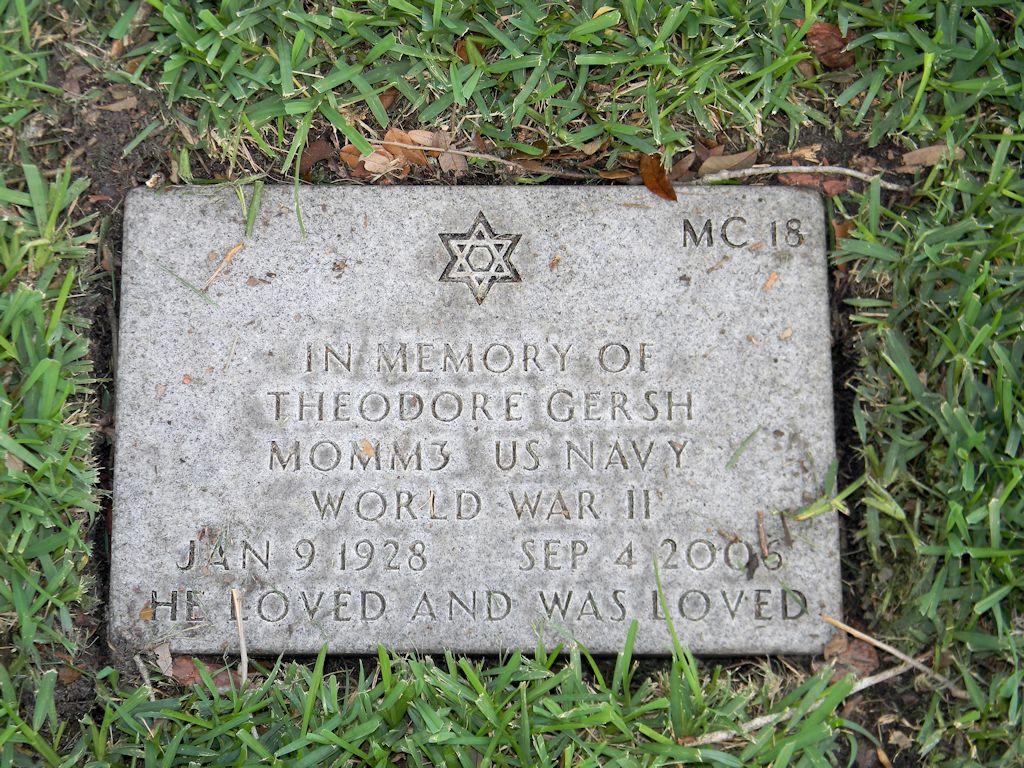 MC 18
IN MEMORY OF
THEODORE GERSH
MOMM3 US NAVY
WORLD WAR II
JAN 9 1928 SEP 4 2006
HE LOVED AND WAS LOVED